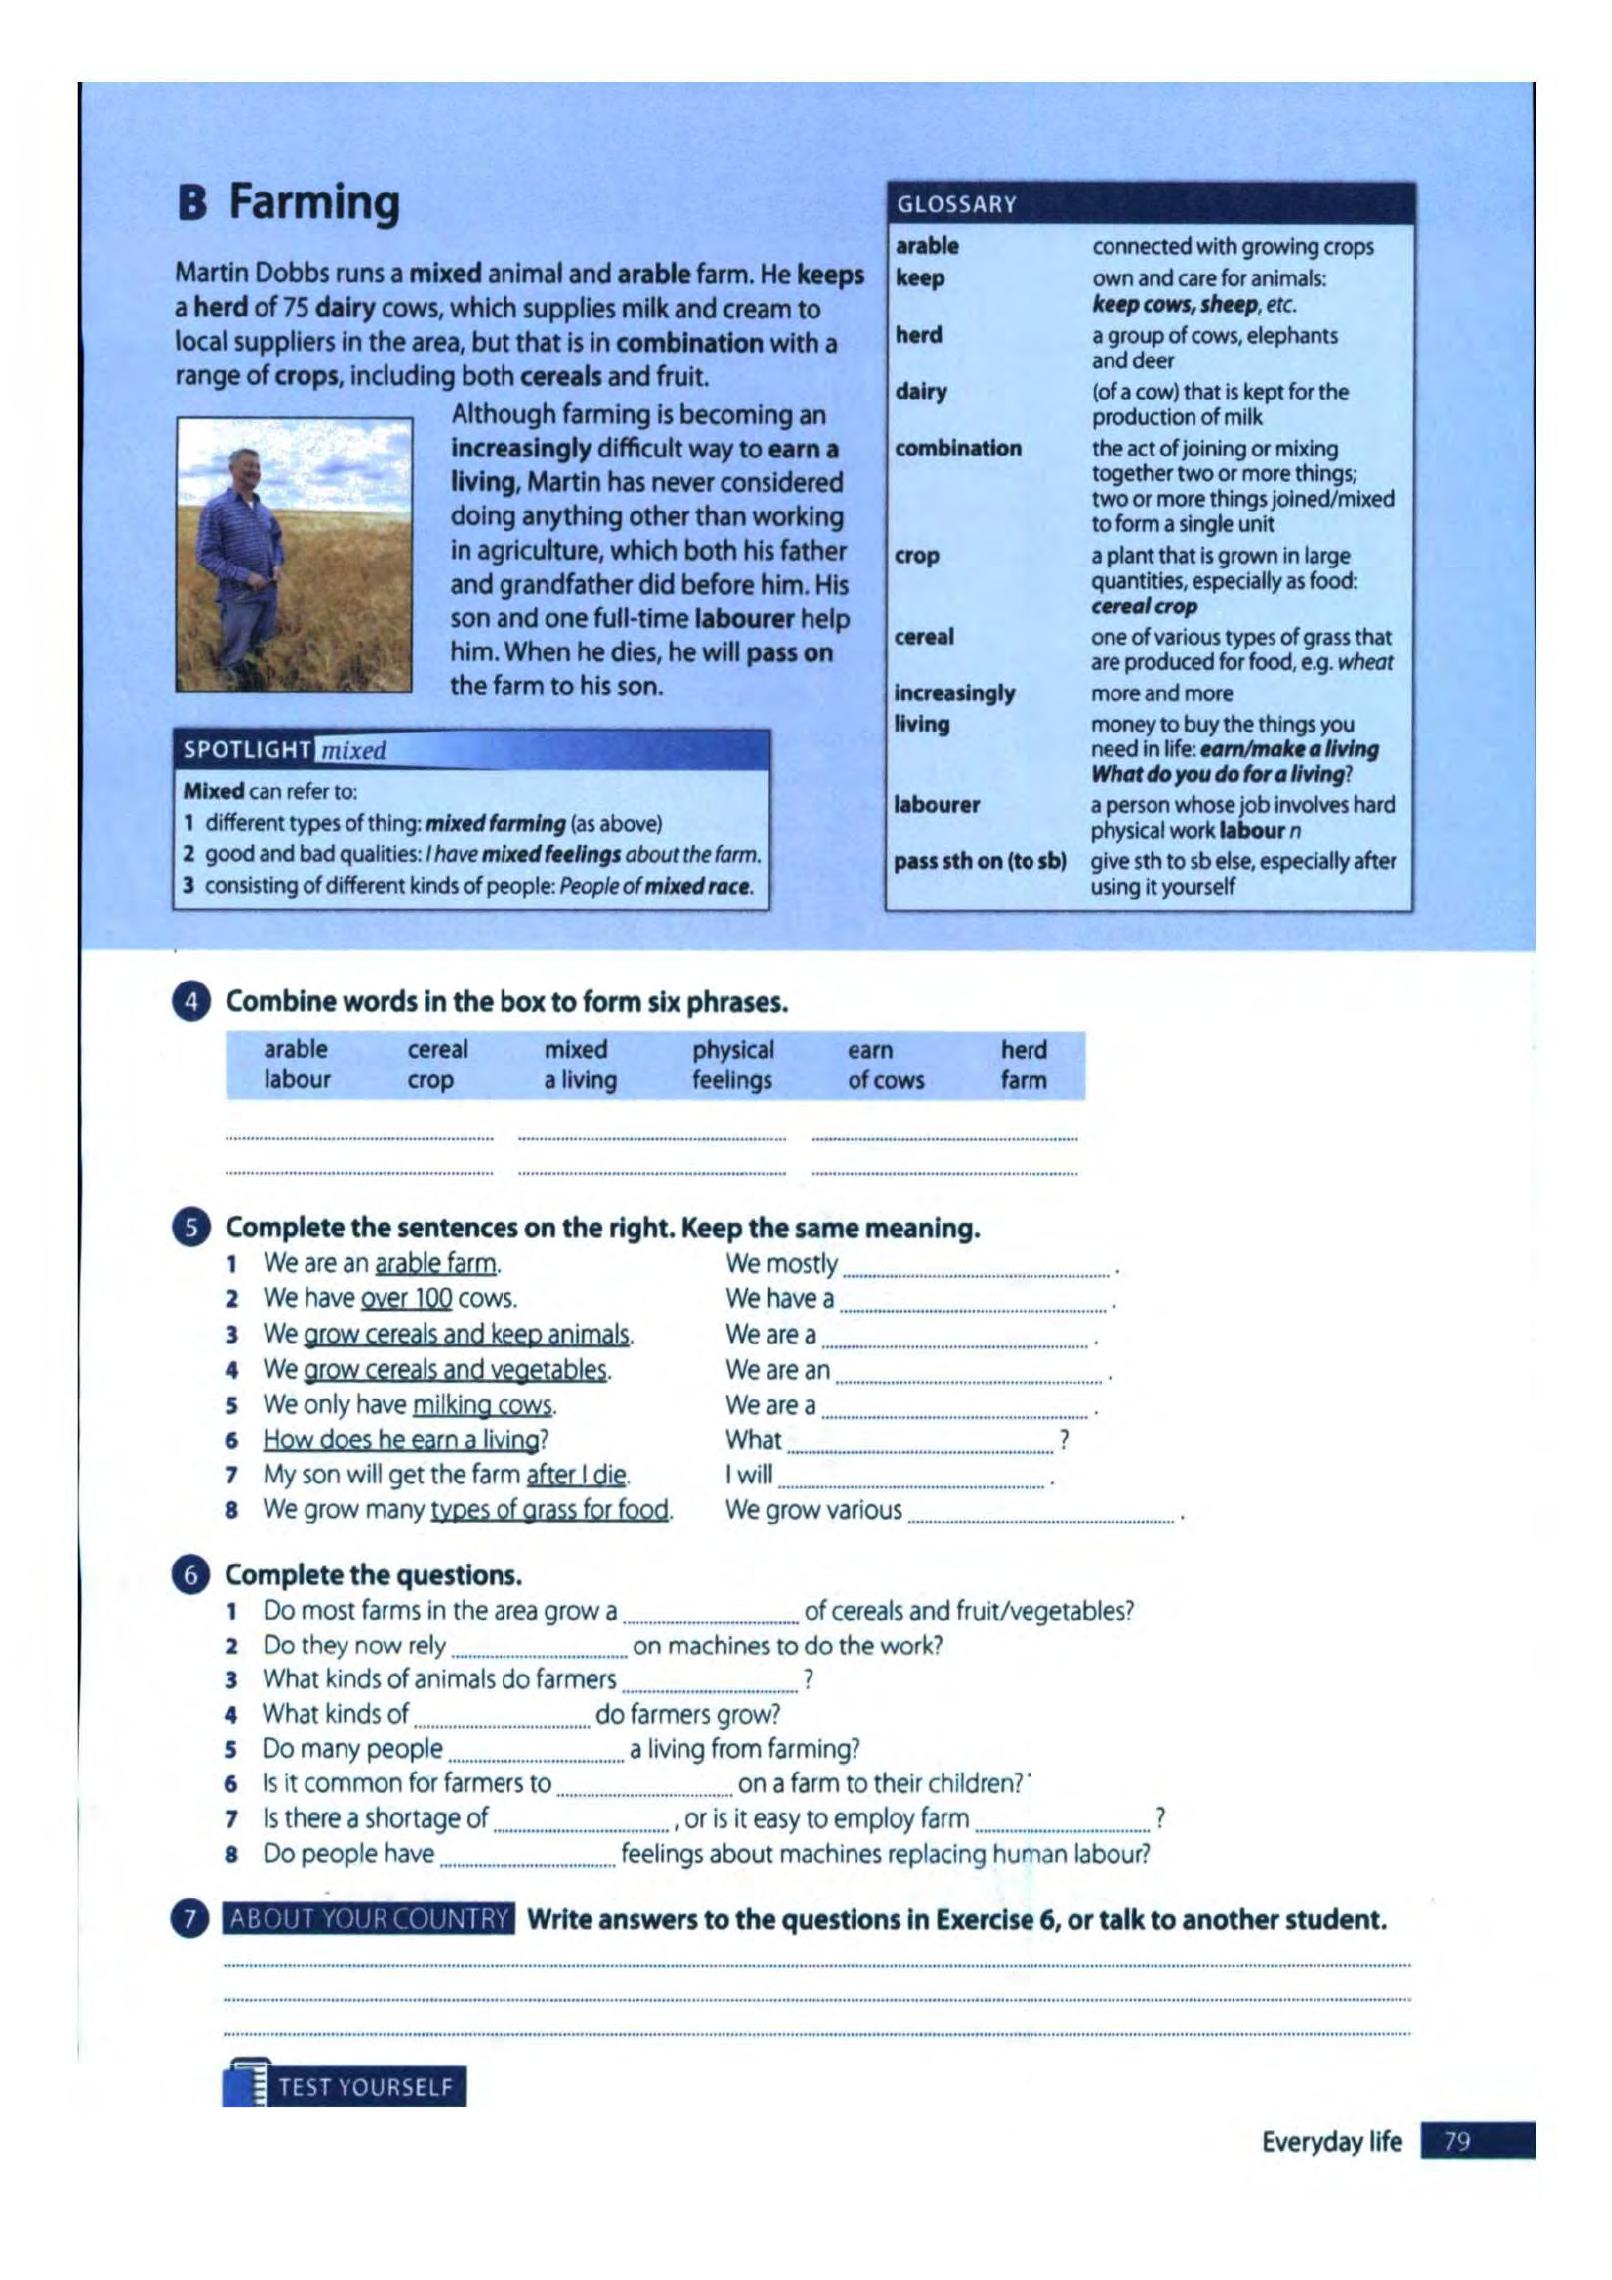 B Farming
Martin Dobbs runs a mixed animal and arable farm. He keeps
a herd of 75 dairy cows, which supplies milk and cream to
local suppliers in the area, but that is in combination with a
range of crops, including both cereals and fruit.
Although farming is becoming an
increasingly difficult way to earn a
living, Martin has never considered
doing anything other than working
in agriculture, which both his father
and grandfather did before him. His
son and one full-time labourer help
him. When he dies, he will pass on
the farm to his son.
SPOTLIGHT mixed
Mixed can refer to:
1 different types of thing: mixed farming (as above)
2 good and bad qualities: I have mixed feelings about the farm.
3 consisting of different kinds of people: People of mixed race.
GLOSSARY
arable connected with growing crops
keep own and care for animals:
keep cows, sheep, etc.
herd a group of cows, elephants
and deer
dairy (of a cow) that is kept for the
production of milk
combination the act of joining or mixing
together two or more things;
two or more things joined/mixed
to form a single unit
crop a plant that is grown in large
quantities, especially as food:
cereal crop
cereal one of various types of grass that
are produced for food, e.g. wheat
increasingly more and more
living money to buy the things you
need in life: earn/make a living
What do you do for a living?
labourer a person whose job involves hard
physical work labour n
pass sth on (to sb) give sth to sb else, especially after
using it yourself
4 Combine words in the box to form six phrases.
arable cereal mixed physical earn herd
labour crop a living feelings of cows farm
5 Complete the sentences on the right. Keep the same meaning.
1 We are an arable farm. We mostly .
2 We have over 100 cows. We have a .
3 We grow cereals and keep animals. We are a .
4 We grow cereals and vegetables. We are an .
5 We only have milking cows. We are a .
6 How does he earn a living? What ?
7 My son will get the farm after I die. I will .
8 We grow many types of grass for food. We grow various .
6 Complete the questions.
1 Do most farms in the area grow a of cereals and fruit/vegetables?
2 Do they now rely on machines to do the work?
3 What kinds of animals do farmers ?
4 What kinds of do farmers grow?
5 Do many people a living from farming?
6 Is it common for farmers to on a farm to their children?
7 Is there a shortage of , or is it easy to employ farm ?
8 Do people have feelings about machines replacing human labour?
7 ABOUT YOUR COUNTRY Write answers to the questions in Exercise 6, or talk to another student.
TEST YOURSELF
Everyday life 79